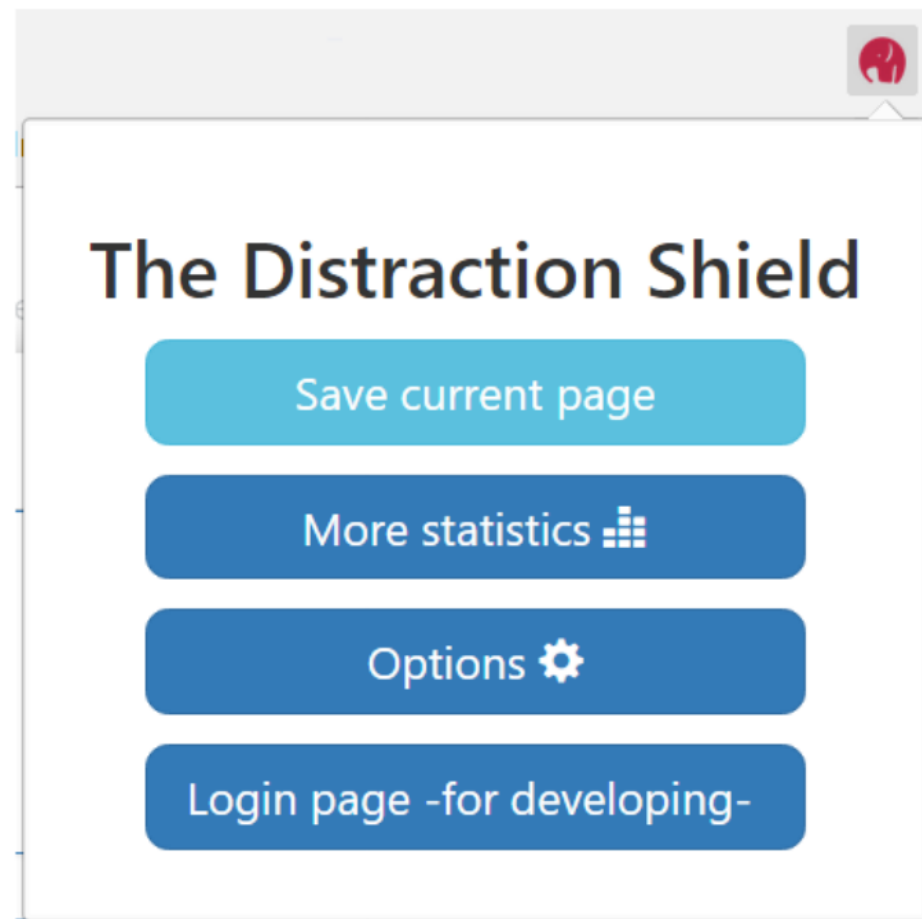 The Distraction Shield
Save current page
More statistics
Options
Login page -for developing-